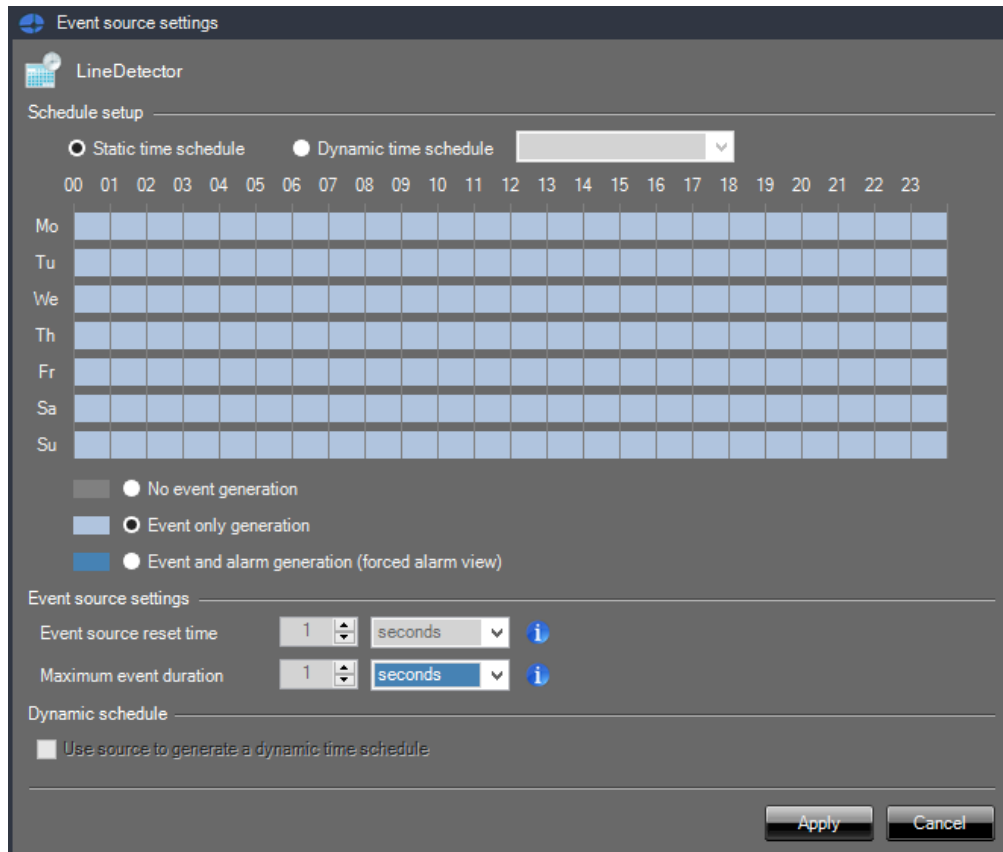 Event source settings
LineDetector
Schedule setup
Static time schedule Dynamic time schedule
00 01 02 03 04 05 06 07 08 09 10 11 12 13 14 15 16 17 18 19 20 21 22 23
Mo
Tu
We
Th
Fr
Sa
Su
No event generation
Event only generation
Event and alarm generation (forced alarm view)
Event source settings
Event source reset time 1 seconds i
Maximum event duration 1 seconds i
Dynamic schedule
Use source to generate a dynamic time schedule
Apply Cancel